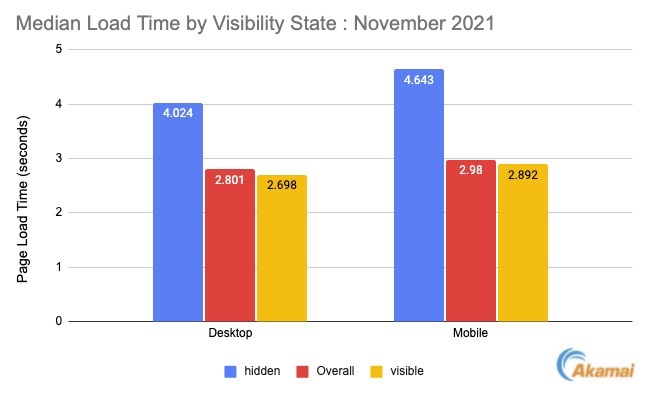 Median Load Time by Visibility State : November 2021
Page Load Time (seconds)
5
4
3
2
1
0
4.024
2.801
2.698
4.643
2.98
2.892
Desktop
Mobile
hidden
Overall
visible
Akamai